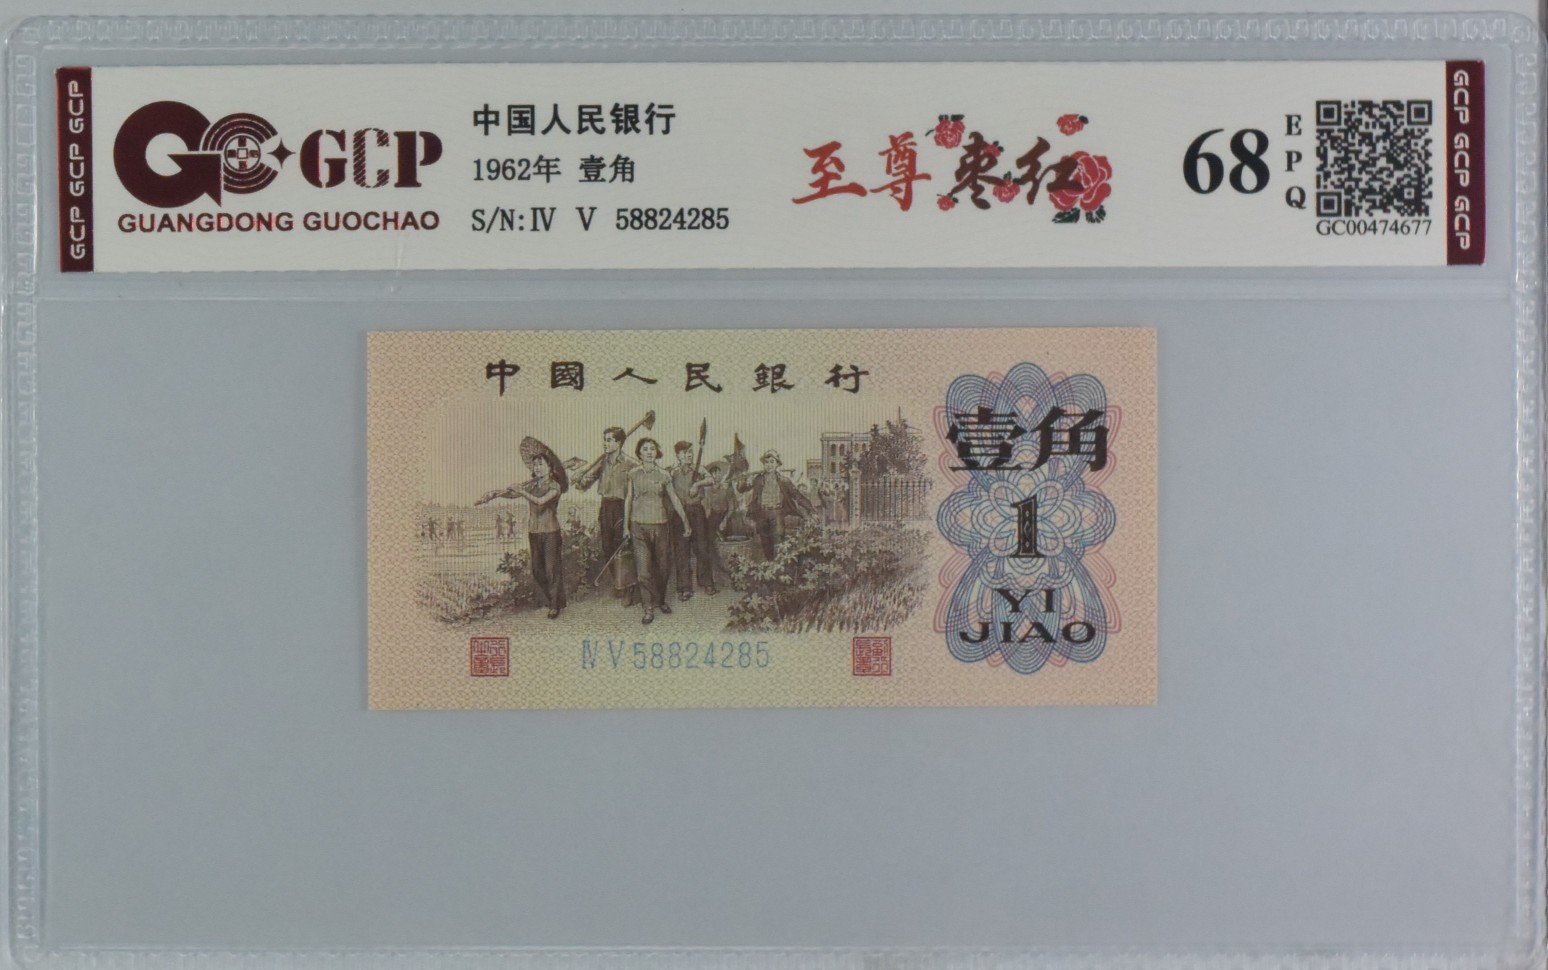 GCP GCP GCP
GCP
GUANGDONG GUOCHAO
中国人民银行
1962年 壹角
S/N:Ⅳ Ⅴ 58824285
至尊枣红
68
EPQ
GC00474677
GCP GCP GCP
中國人民銀行
壹角
1
YI
JIAO
Ⅳ Ⅴ 58824285